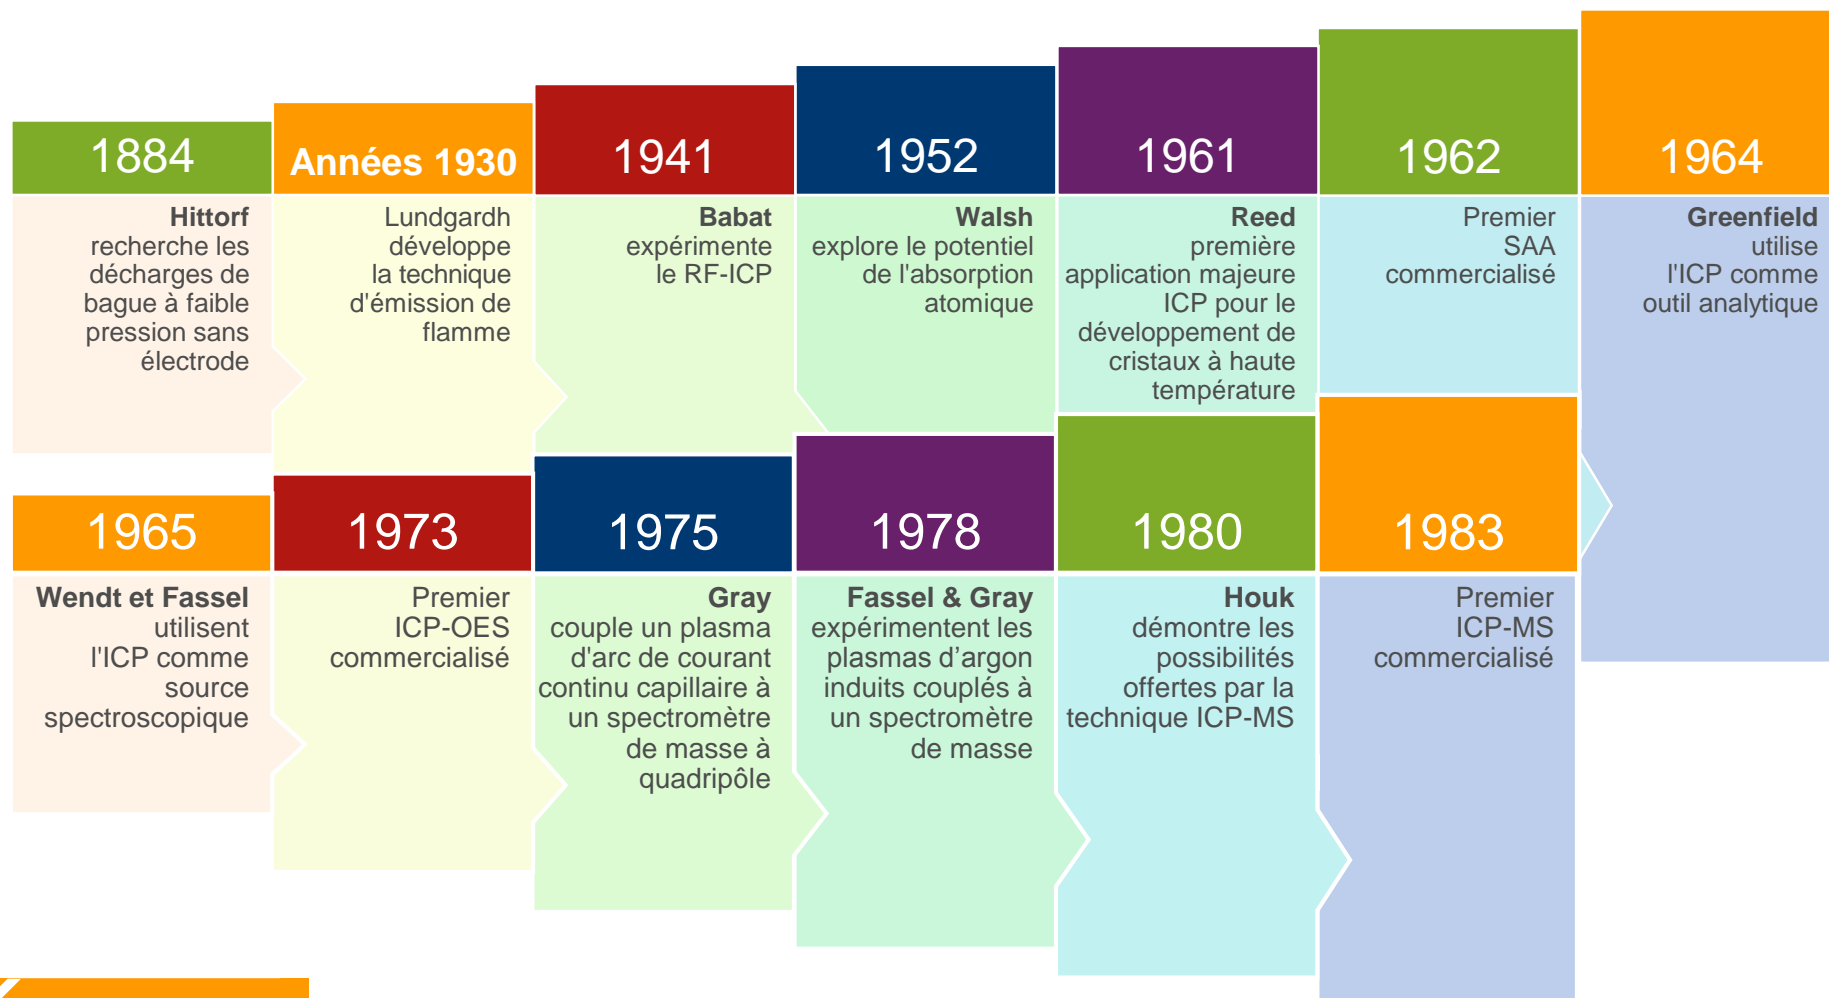 1884
Hittorf
recherche les
décharges de
bague à faible
pression sans
électrode
Années 1930
Lundgardh
développe
la technique
d'émission de
flamme
1941
Babat
expérimente
le RF-ICP
1952
Walsh
explore le potentiel
de l'absorption
atomique
1961
Reed
première
application majeure
ICP pour le
développement de
cristaux à haute
température
1962
Premier
SAA
commercialisé
1964
Greenfield
utilise
l'ICP comme
outil analytique
1965
Wendt et Fassel
utilisent
l'ICP comme
source
spectroscopique
1973
Premier
ICP-OES
commercialisé
1975
Gray
couple un plasma
d'arc de courant
continu capillaire à
un spectromètre
de masse à
quadripôle
1978
Fassel & Gray
expérimentent les
plasmas d’argon
induits couplés à
un spectromètre
de masse
1980
Houk
démontre les
possibilités
offertes par la
technique ICP-MS
1983
Premier
ICP-MS
commercialisé